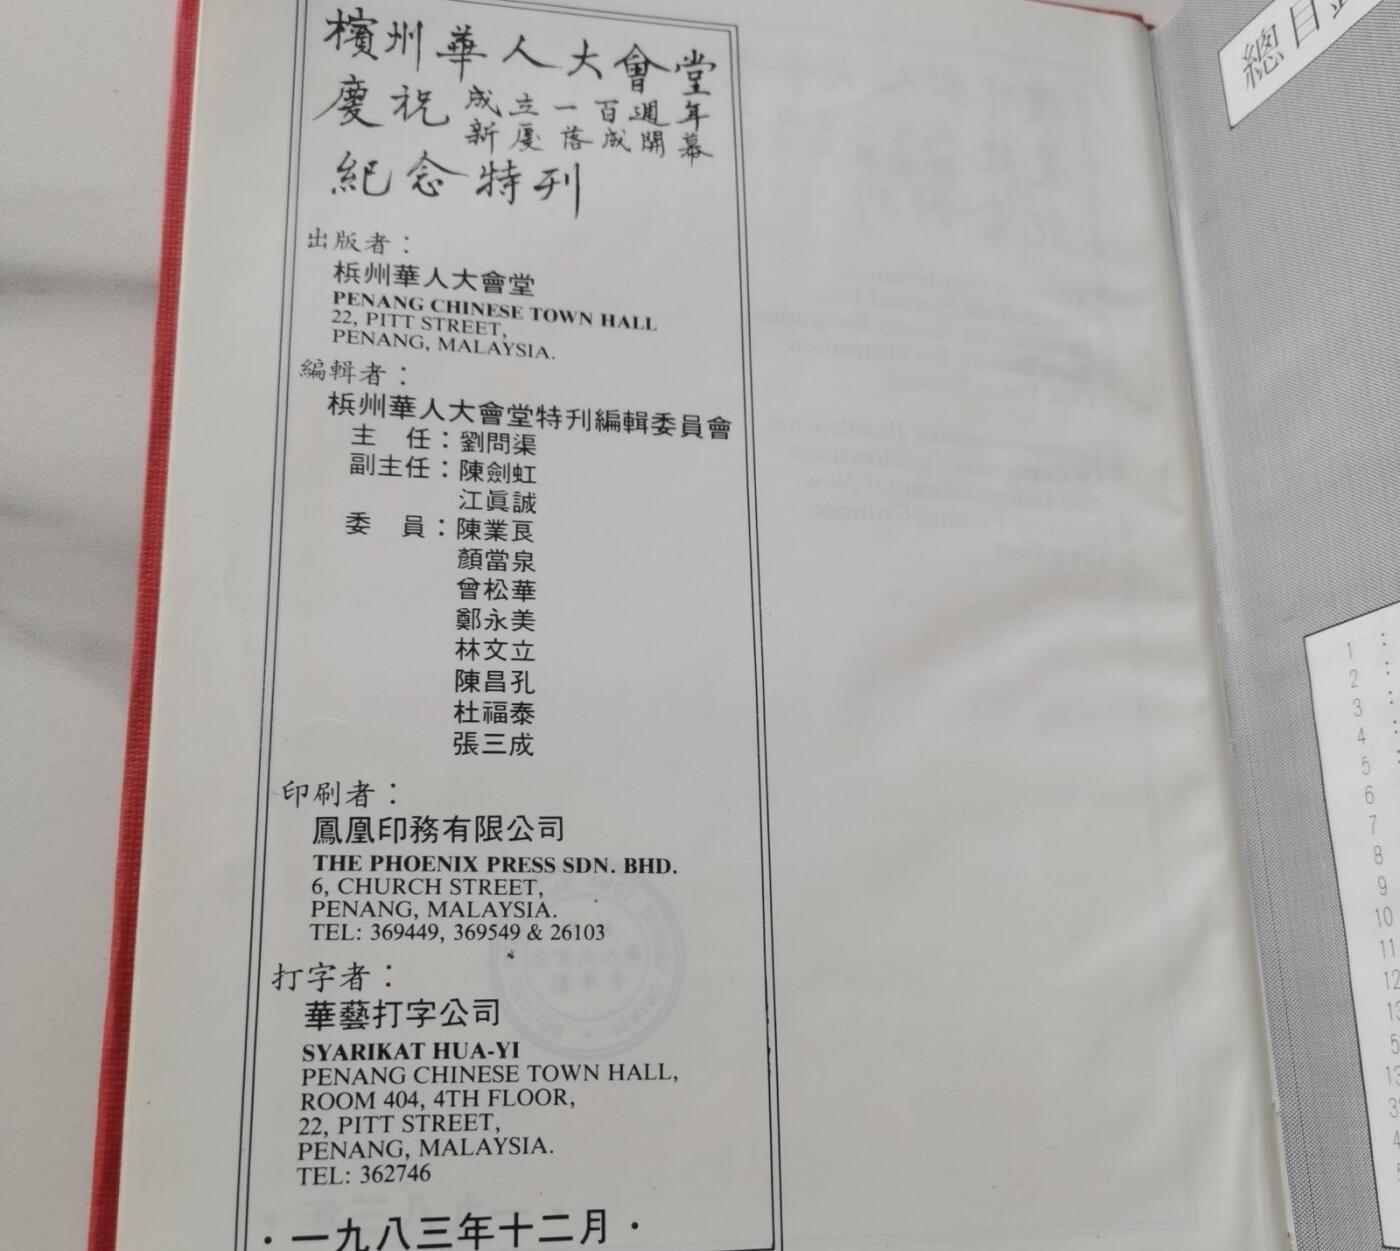 檳州華人大會堂
慶祝成立一百週年
新廈落成開幕
紀念特刊
出版者：
梹州華人大會堂
PENANG CHINESE TOWN HALL
22, PITT STREET,
PENANG, MALAYSIA.
編輯者：
梹州華人大會堂特刊編輯委員會
主　任：劉問渠
副主任：陳劍虹
江眞誠
委　員：陳業良
顏當泉
曾松華
鄭永美
林文立
陳昌孔
杜福泰
張三成
印刷者：
鳳凰印務有限公司
THE PHOENIX PRESS SDN. BHD.
6, CHURCH STREET,
PENANG, MALAYSIA.
TEL: 369449, 369549 & 26103
打字者：
華藝打字公司
SYARIKAT HUA-YI
PENANG CHINESE TOWN HALL,
ROOM 404, 4TH FLOOR,
22, PITT STREET,
PENANG, MALAYSIA.
TEL: 362746
·一九八三年十二月·
總目
1
2
3
4
5
6
7
8
9
10
11
12